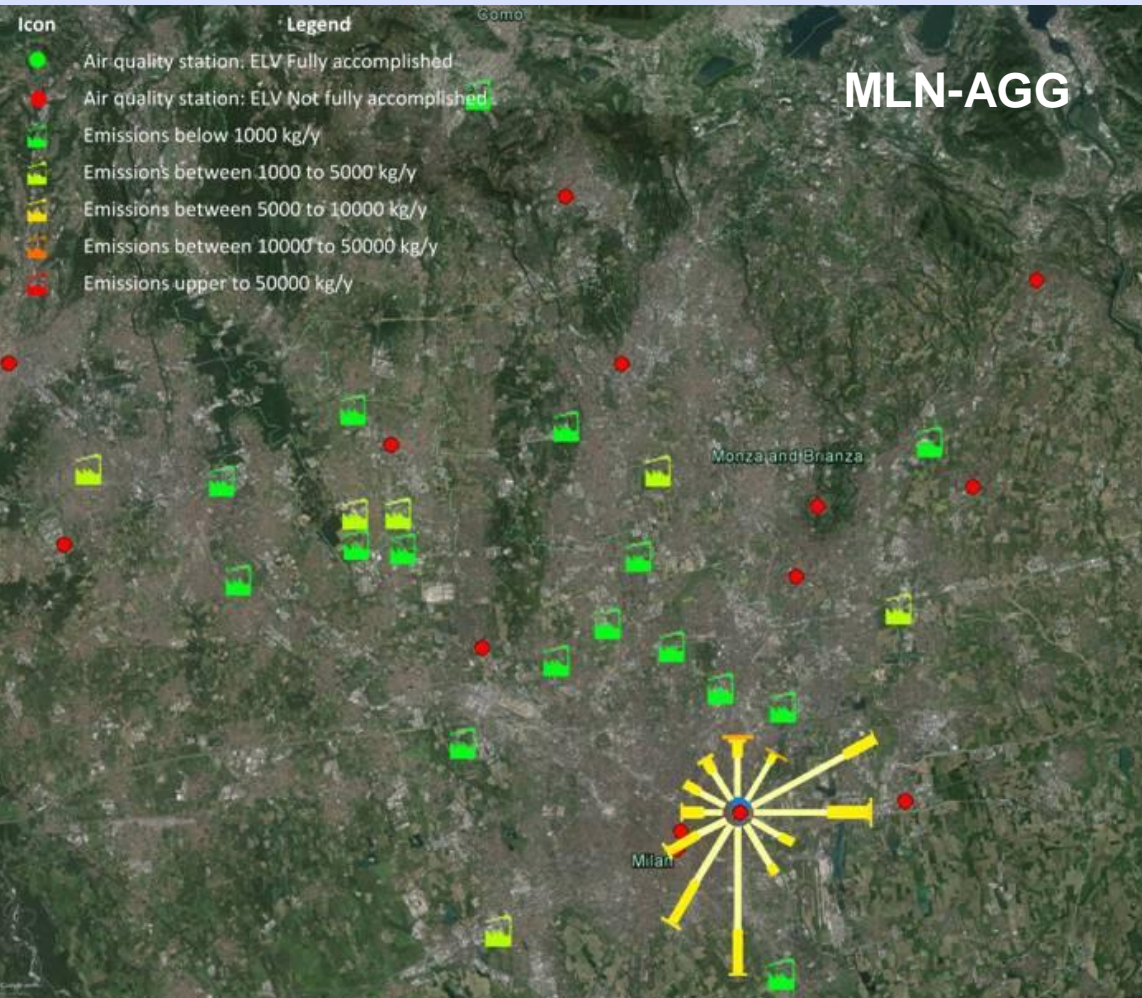 Como
Icon Legend
MLN-AGG
Air quality station. ELV Fully accomplished
Air quality station: ELV Not fully accomplished
Emissions below 1000 kg/y
Emissions between 1000 to 5000 kg/y
Emissions between 5000 to 10000 kg/y
Emissions between 10000 to 50000 kg/y
Emissions upper to 50000 kg/y
Monza and Brianza
Milan